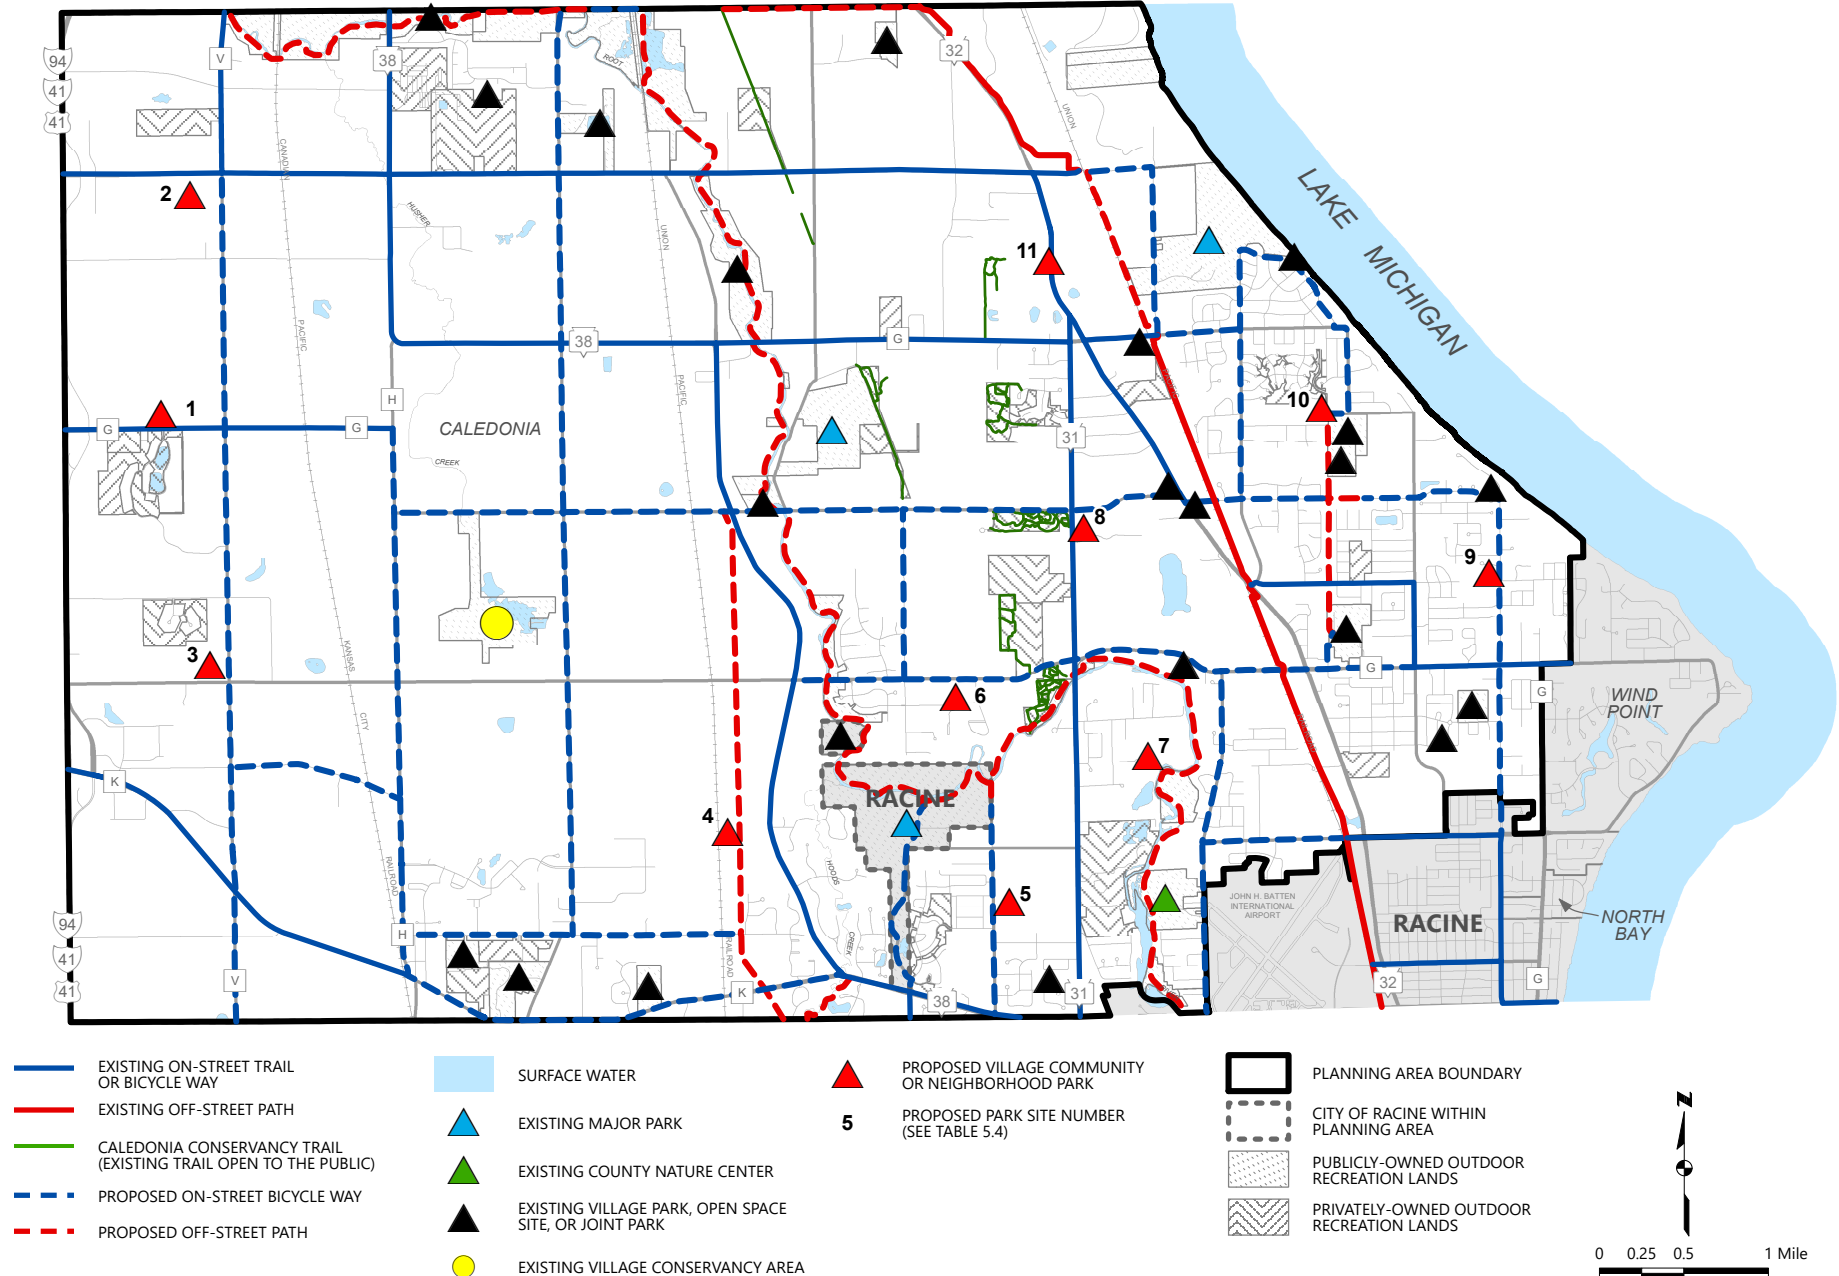 94
41
41
V
38
32
ROOT
UNION
CANADIAN
2
HUSHER
UNION
LAKE
MICHIGAN
11
PACIFIC
38
G
PACIFIC
PACIFIC
H
10
1
G
G
CALEDONIA
31
CREEK
8
9
3
KANSAS
G
6
G
WIND
POINT
CITY
7
K
RACINE
4
RAILROAD
HOODS
5
JOHN H. BATTEN
INTERNATIONAL
AIRPORT
RACINE
NORTH
BAY
94
41
41
H
CREEK
RAILROAD
V
K
38
31
32
G
EXISTING ON-STREET TRAIL
OR BICYCLE WAY
EXISTING OFF-STREET PATH
CALEDONIA CONSERVANCY TRAIL
(EXISTING TRAIL OPEN TO THE PUBLIC)
PROPOSED ON-STREET BICYCLE WAY
PROPOSED OFF-STREET PATH
SURFACE WATER
EXISTING MAJOR PARK
EXISTING COUNTY NATURE CENTER
EXISTING VILLAGE PARK, OPEN SPACE
SITE, OR JOINT PARK
EXISTING VILLAGE CONSERVANCY AREA
PROPOSED VILLAGE COMMUNITY
OR NEIGHBORHOOD PARK
5 PROPOSED PARK SITE NUMBER
(SEE TABLE 5.4)
PLANNING AREA BOUNDARY
CITY OF RACINE WITHIN
PLANNING AREA
PUBLICLY-OWNED OUTDOOR
RECREATION LANDS
PRIVATELY-OWNED OUTDOOR
RECREATION LANDS
Z
0 0.25 0.5 1 Mile